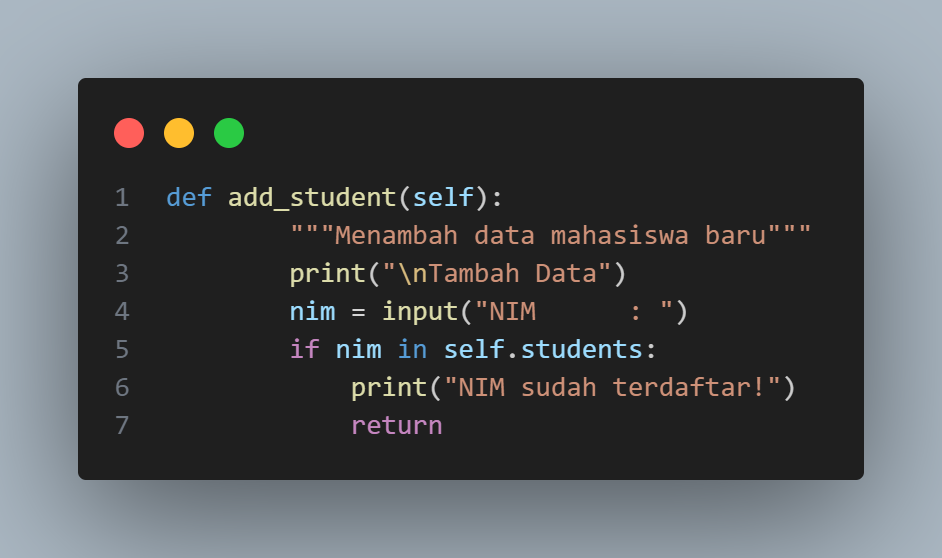 1 def add_student(self):
2         """Menambah data mahasiswa baru"""
3         print("\nTambah Data")
4         nim = input("NIM      : ")
5         if nim in self.students:
6             print("NIM sudah terdaftar!")
7             return